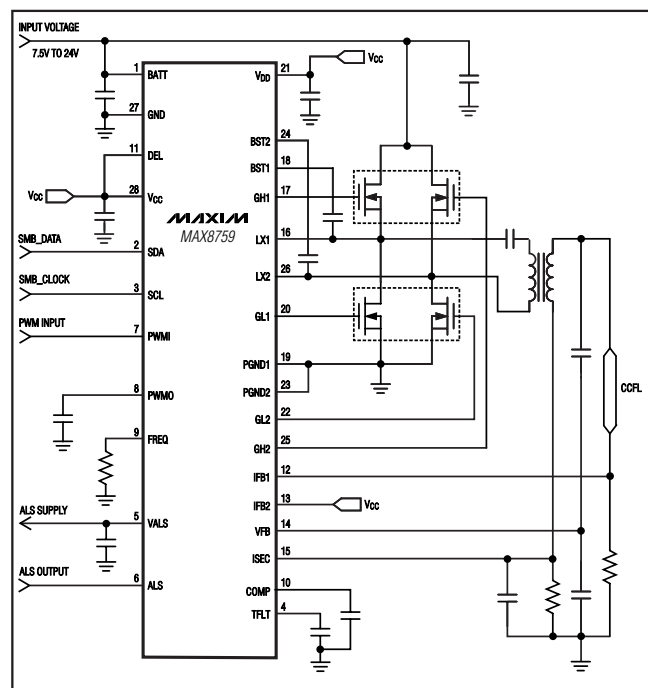 INPUT VOLTAGE
7.5V TO 24V
1 BATT
27 GND
11 DEL
VCC 28 VCC
SMB_DATA 2 SDA
SMB_CLOCK 3 SCL
PWM INPUT 7 PWMI
8 PWMO
9 FREQ
ALS SUPPLY 5 VALS
ALS OUTPUT 6 ALS
MAXIM
MAX8759
VDD 21 VCC
BST2 24
BST1 18
GH1 17
LX1 16
LX2 26
GL1 20
PGND1 19
PGND2 23
GL2 22
GH2 25
IFB1 12
IFB2 13 VCC
VFB 14
ISEC 15
COMP 10
TFLT 4
CCFL